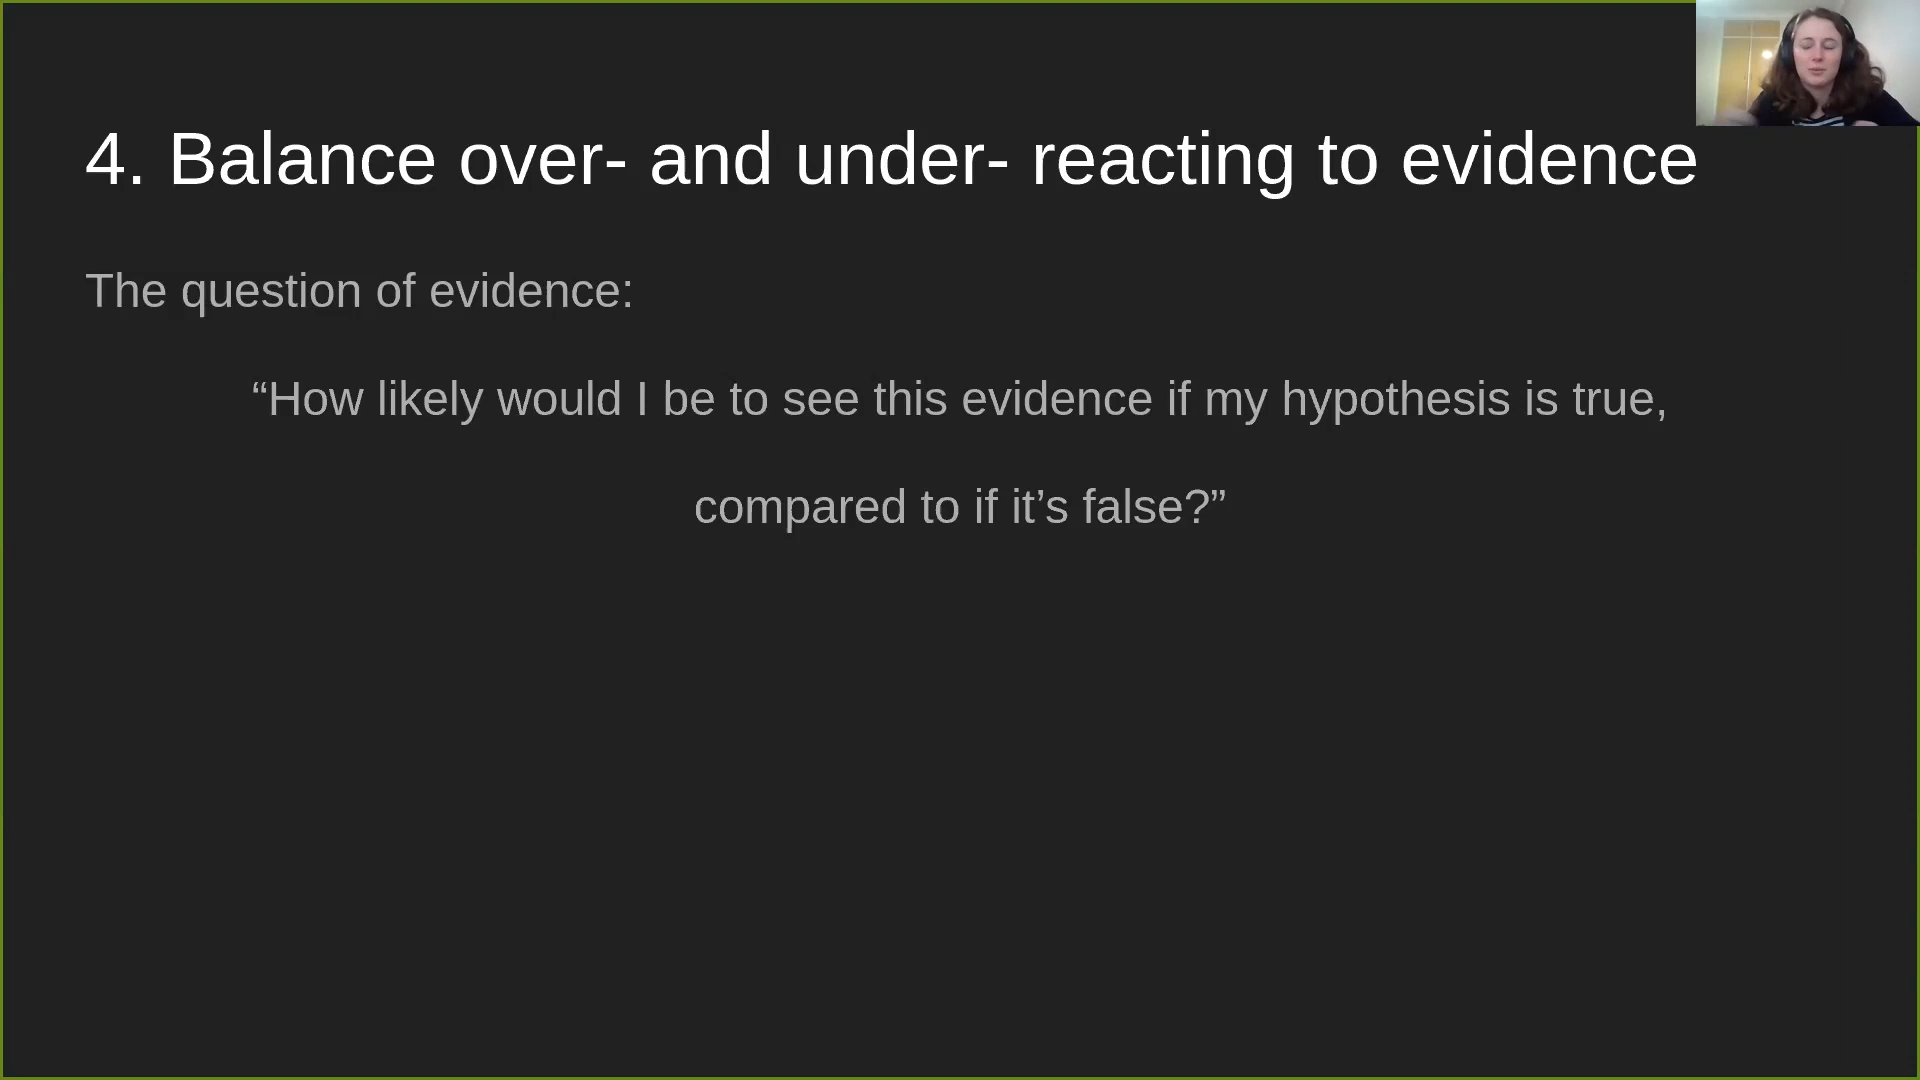 4. Balance over- and under- reacting to evidence
The question of evidence:
“How likely would I be to see this evidence if my hypothesis is true,
compared to if it’s false?”